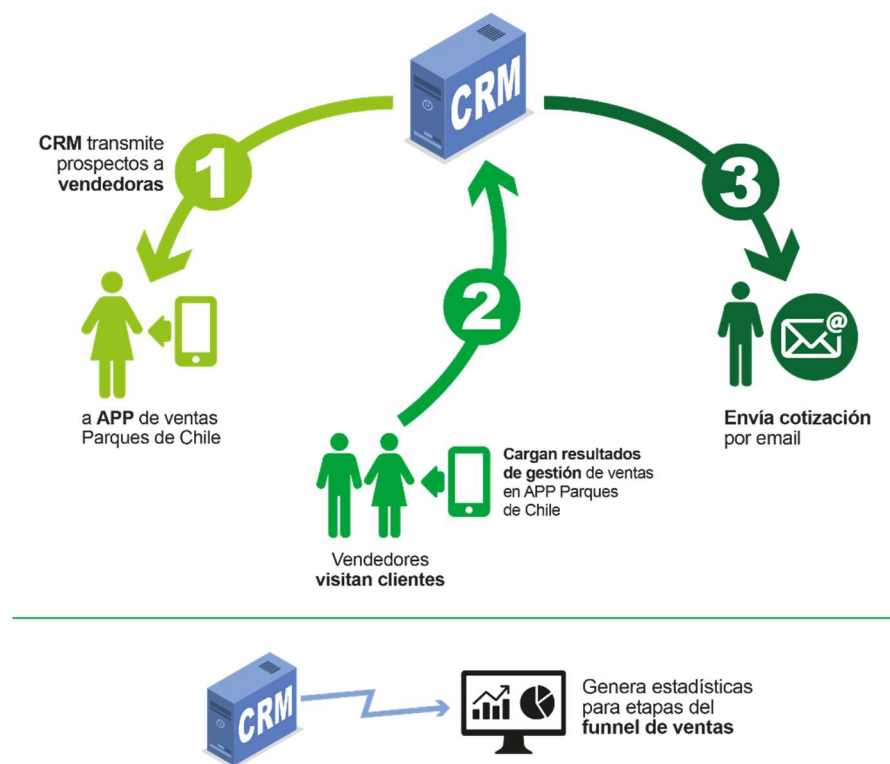 CRM
CRM transmite
prospectos a
vendedoras
1
a APP de ventas
Parques de Chile
2
Vendedores
visitan clientes
Cargan resultados
de gestión de ventas
en APP Parques
de Chile
3
@
Envía cotización
por email
CRM
Genera estadísticas
para etapas del
funnel de ventas